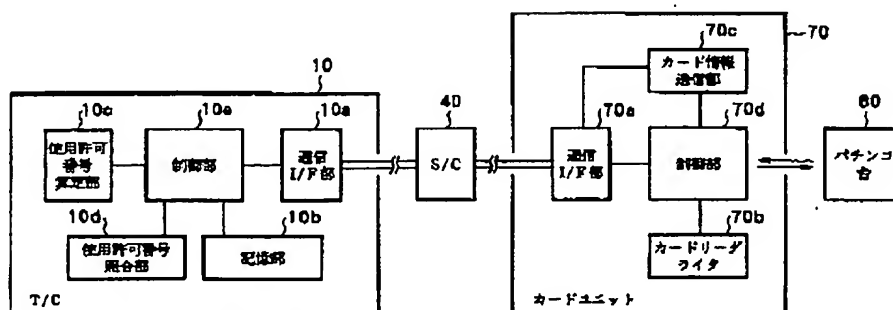 10
70
70c
カード情報
送信部
10c
10e
10a
40
70a
70d
60
使用許可
番号
算定部
制御部
通信
I/F部
S/C
通信
I/F部
制御部
パチンコ
台
10d
10b
70b
使用許可番号
照合部
記憶部
カードリーダ
ライタ
T/C
カードユニット